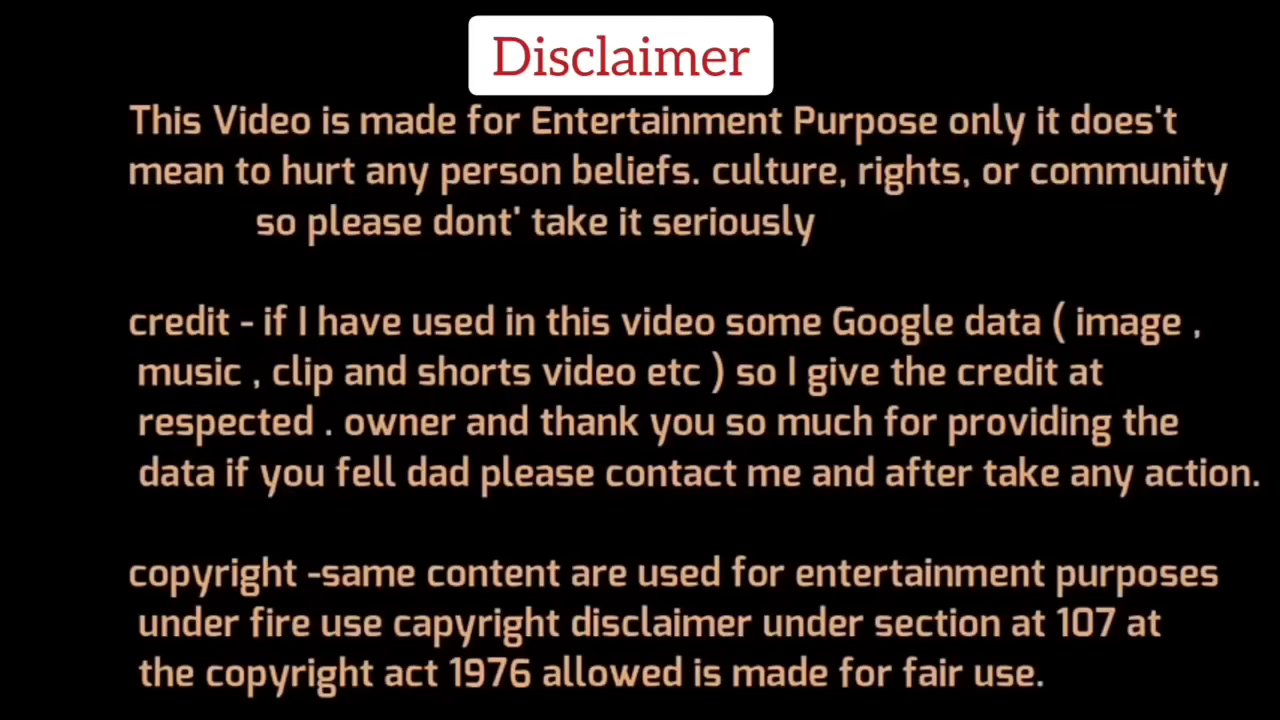 Disclaimer
This Video is made for Entertainment Purpose only it does't
mean to hurt any person beliefs. culture, rights, or community
so please dont' take it seriously
credit - if I have used in this video some Google data ( image ,
music , clip and shorts video etc ) so I give the credit at
respected . owner and thank you so much for providing the
data if you fell dad please contact me and after take any action.
copyright -same content are used for entertainment purposes
under fire use capyright disclaimer under section at 107 at
the copyright act 1976 allowed is made for fair use.